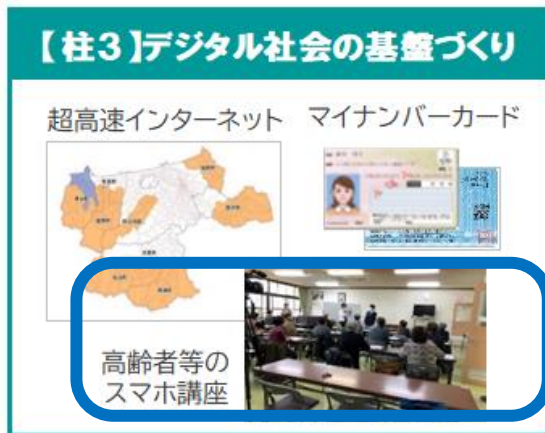 【柱3】デジタル社会の基盤づくり
超高速インターネット
マイナンバーカード
高齢者等の
スマホ講座